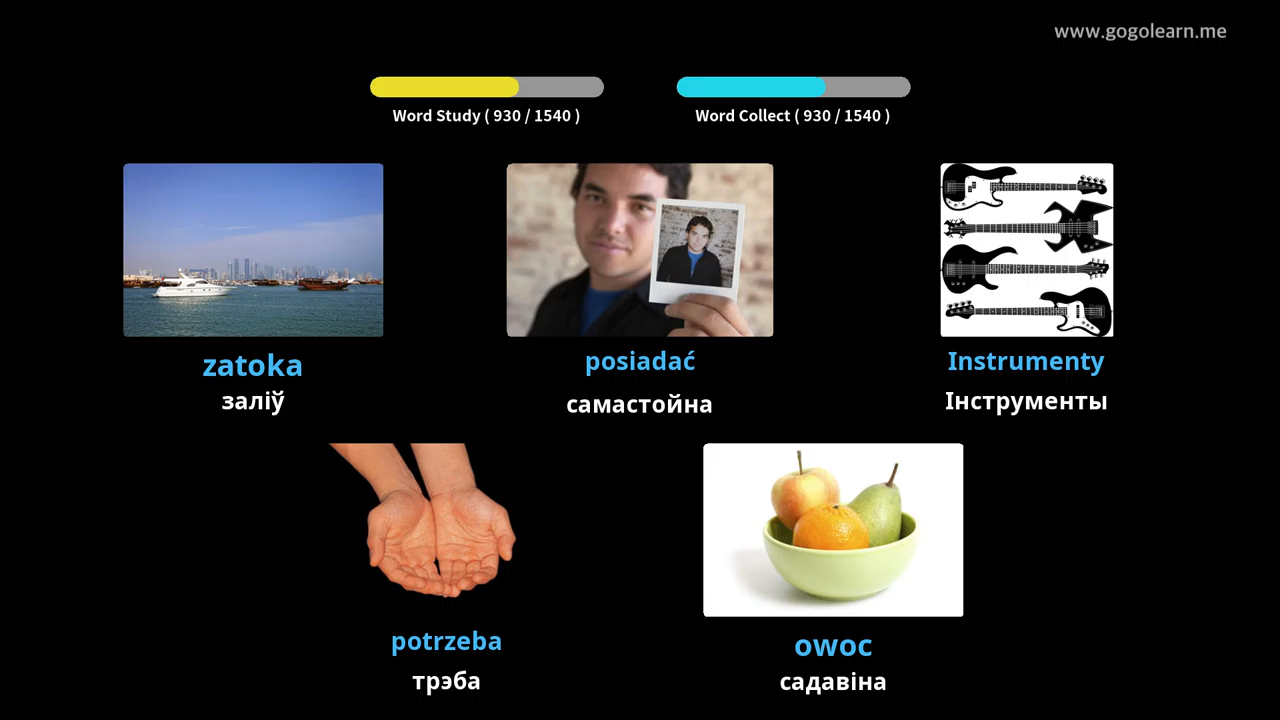 www.gogolearn.me
Word Study ( 930 / 1540 )
Word Collect ( 930 / 1540 )
zatoka
заліў
posiadać
самастойна
Instrumenty
Інструменты
potrzeba
трэба
owoc
садавіна